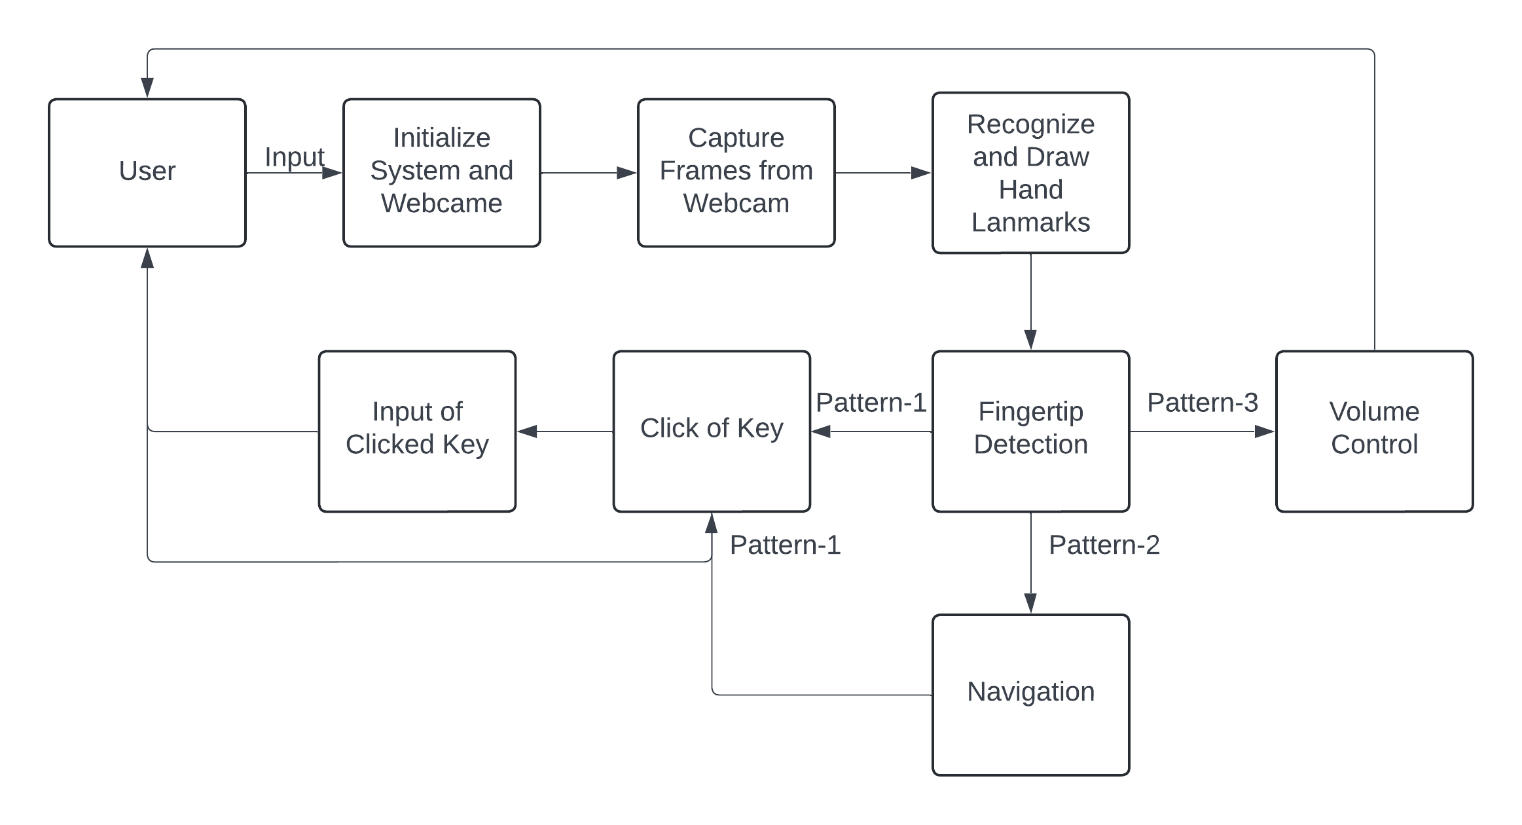 User
Input
Initialize
System and
Webcame
Capture
Frames from
Webcam
Recognize
and Draw
Hand
Lanmarks
Input of
Clicked Key
Click of Key
Pattern-1
Fingertip
Detection
Pattern-3
Volume
Control
Pattern-1
Pattern-2
Navigation